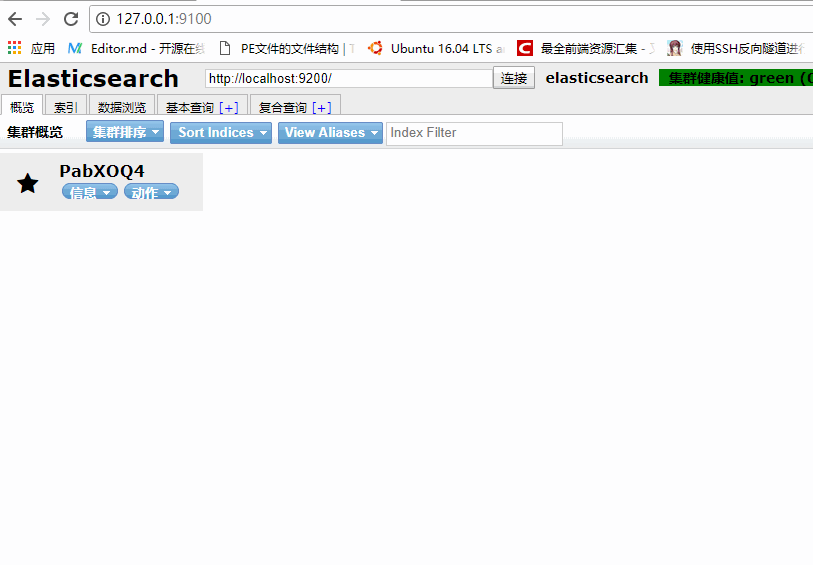 127.0.0.1:9100
应用 Editor.md - 开源在线 PE文件的文件结构 | Ubuntu 16.04 LTS 最全前端资源汇集 - 使用SSH反向隧道进行
Elasticsearch http://localhost:9200/ 连接 elasticsearch 集群健康值: green (0
概览 索引 数据浏览 基本查询 [+] 复合查询 [+]
集群概览 集群排序 Sort Indices View Aliases Index Filter
PabXOQ4
信息 动作